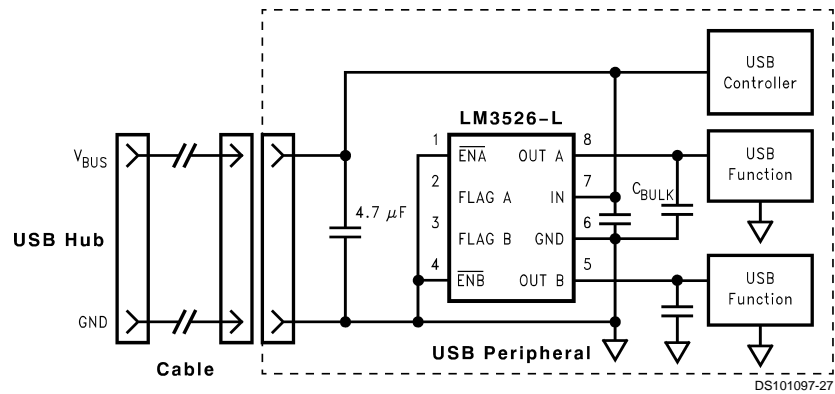 USB
Controller
LM3526-L
1
8
V_BUS
ENA
OUT A
USB
Function
2
7
4.7 μF
FLAG A
IN
C_BULK
3
6
USB Hub
FLAG B
GND
4
5
ENB
OUT B
USB
Function
GND
Cable
USB Peripheral
DS101097-27